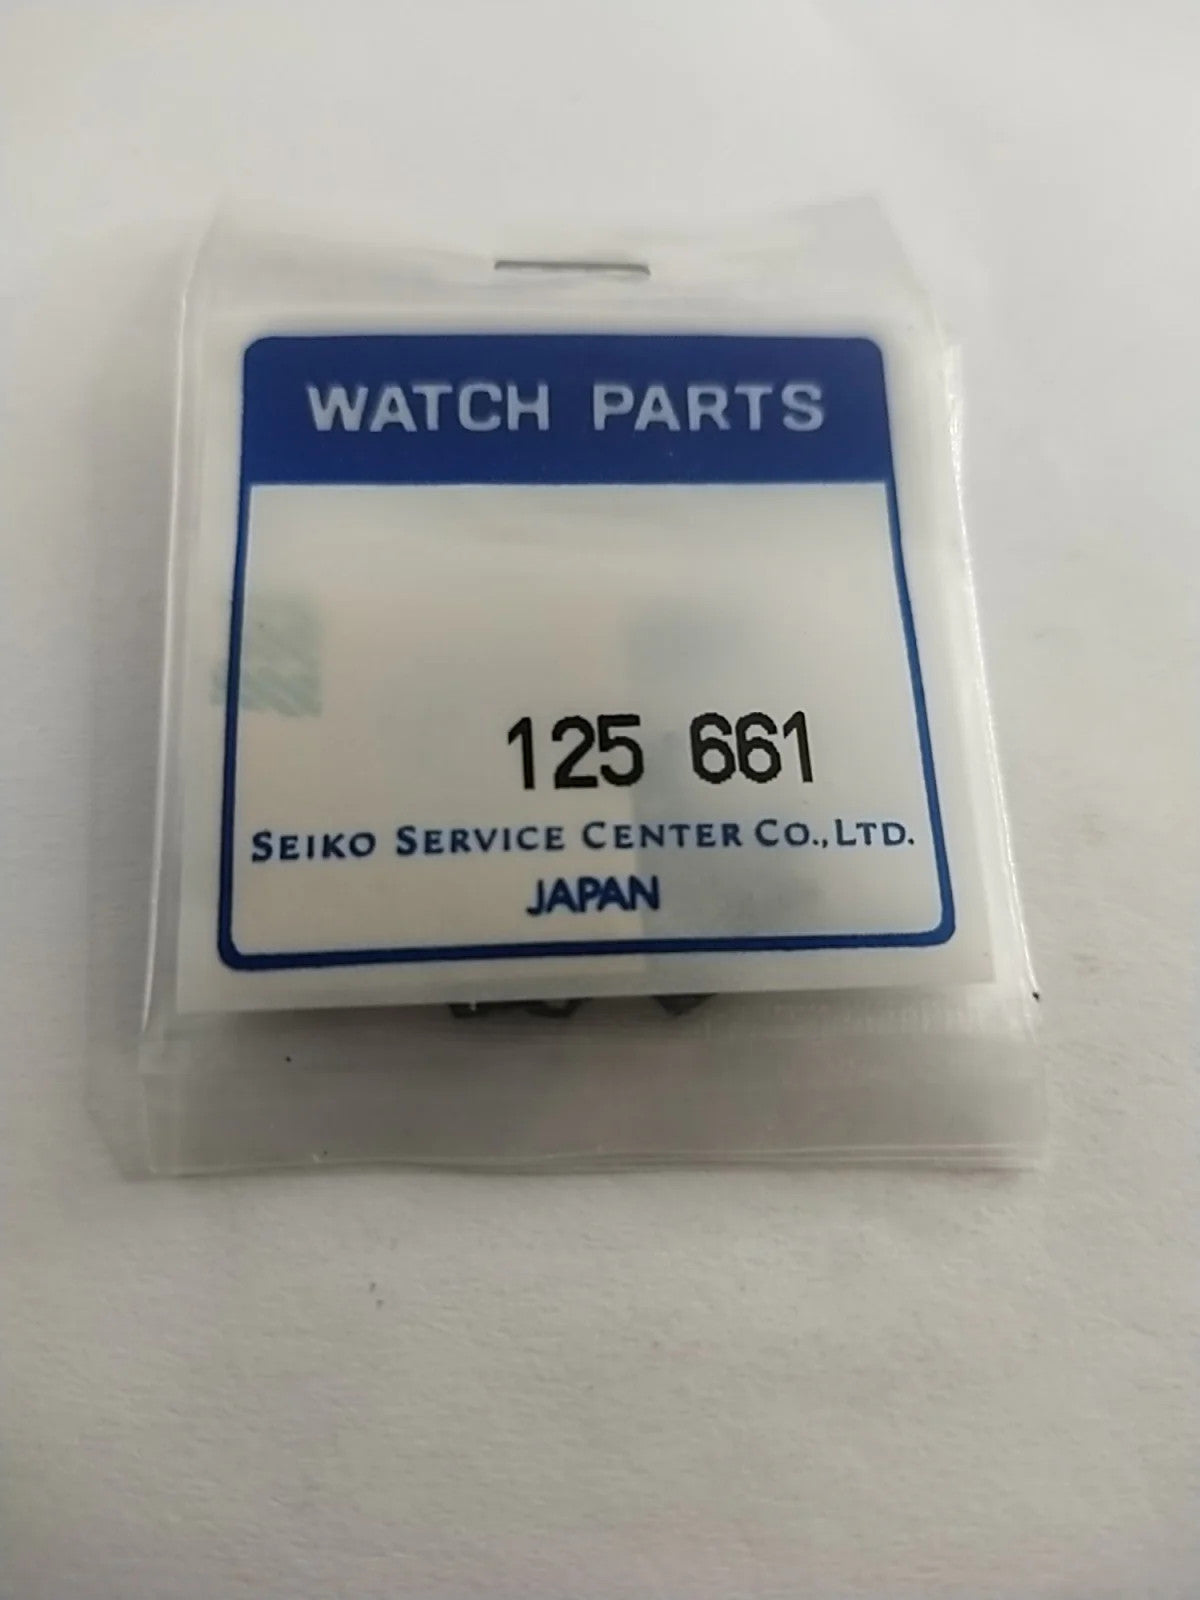 WATCH PARTS
125 661
SEIKO SERVICE CENTER CO., LTD.
JAPAN